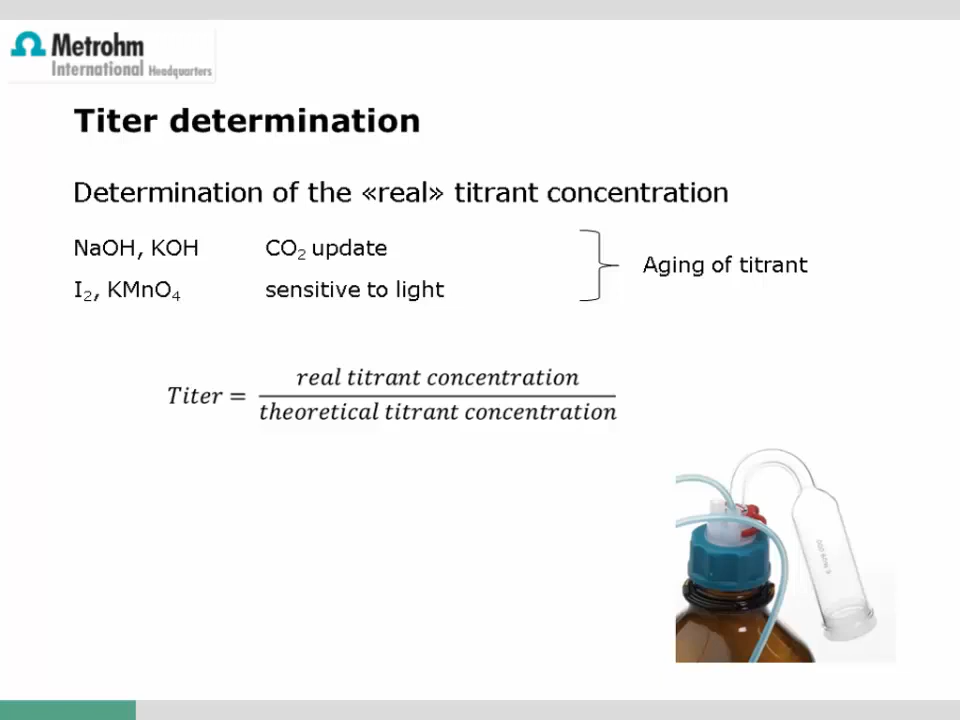 Metrohm
International Headquarters
Titer determination
Determination of the «real» titrant concentration
NaOH, KOH CO₂ update
I₂, KMnO₄ sensitive to light
Aging of titrant
Titer = real titrant concentration
theoretical titrant concentration